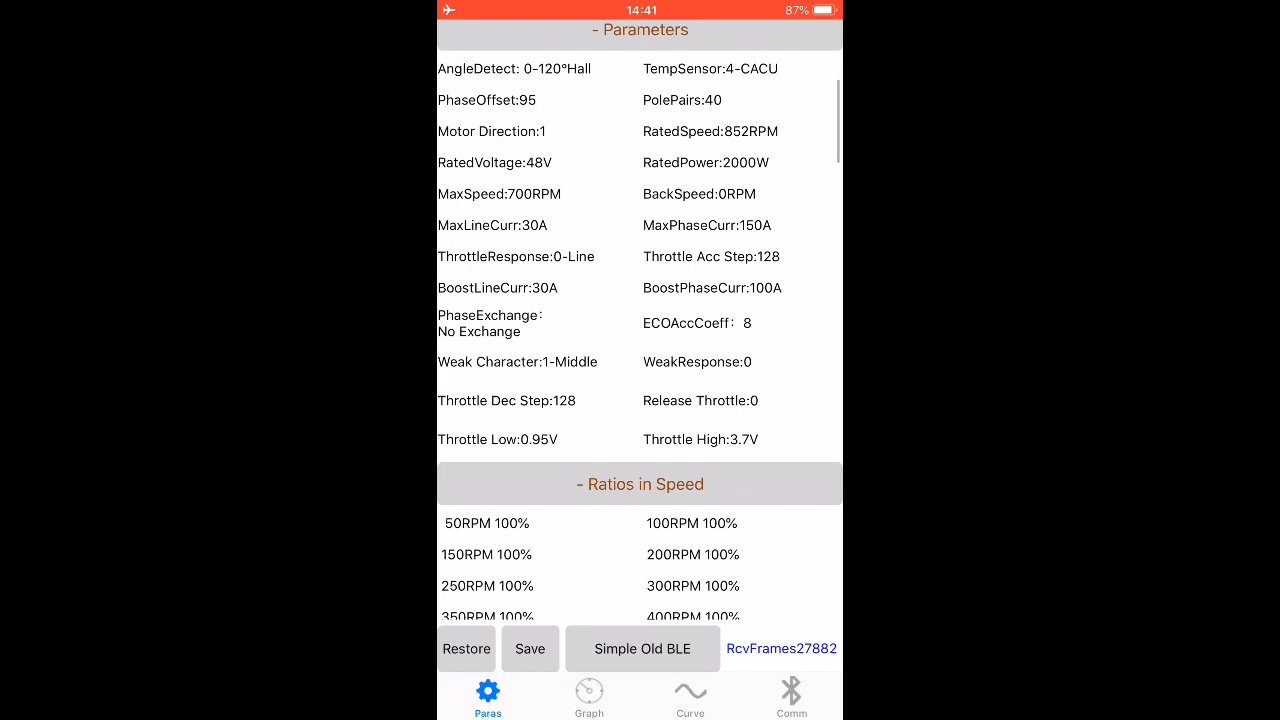 14:41
87%
- Parameters
AngleDetect: 0-120°Hall
TempSensor:4-CACU
PhaseOffset:95
PolePairs:40
Motor Direction:1
RatedSpeed:852RPM
RatedVoltage:48V
RatedPower:2000W
MaxSpeed:700RPM
BackSpeed:0RPM
MaxLineCurr:30A
MaxPhaseCurr:150A
ThrottleResponse:0-Line
Throttle Acc Step:128
BoostLineCurr:30A
BoostPhaseCurr:100A
PhaseExchange：
No Exchange
ECOAccCoeff：8
Weak Character:1-Middle
WeakResponse:0
Throttle Dec Step:128
Release Throttle:0
Throttle Low:0.95V
Throttle High:3.7V
- Ratios in Speed
50RPM 100%
100RPM 100%
150RPM 100%
200RPM 100%
250RPM 100%
300RPM 100%
350RPM 100%
400RPM 100%
Restore
Save
Simple Old BLE
RcvFrames27882
Paras
Graph
Curve
Comm